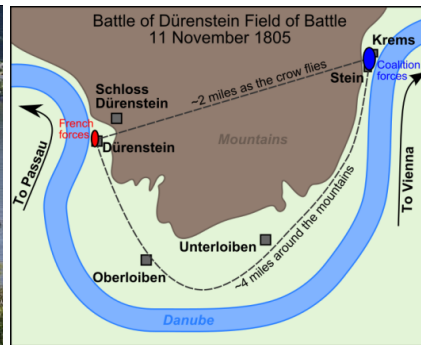 Battle of Dürenstein Field of Battle
11 November 1805
Krems
Coalition
forces
Stein
~2 miles as the crow flies
Schloss
Dürenstein
French
forces
Dürenstein
Mountains
To Passau
To Vienna
~4 miles around the mountains
Unterloiben
Oberloiben
Danube